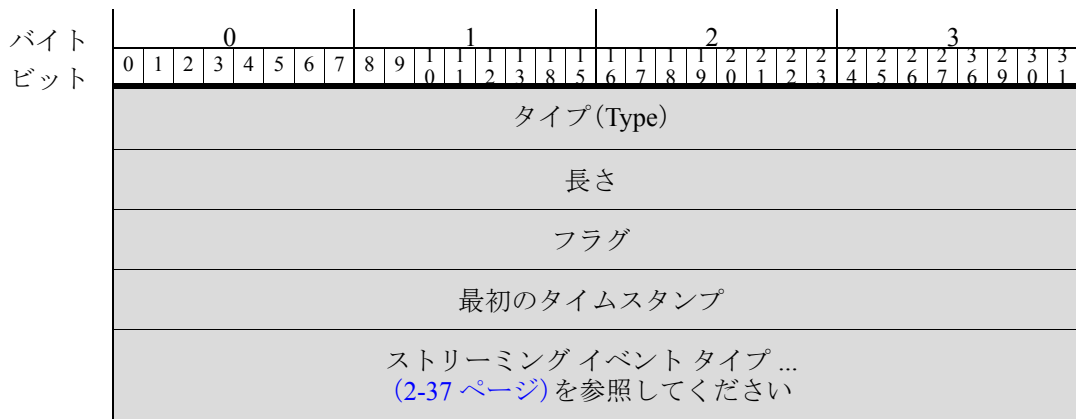 バイト 0 1 2 3
ビット 0 1 2 3 4 5 6 7 8 9 10 11 12 13 18 15 16 17 18 19 20 21 22 23 24 25 26 27 36 29 30 31
タイプ(Type)
長さ
フラグ
最初のタイムスタンプ
ストリーミング イベント タイプ ...
(2-37 ページ)を参照してください